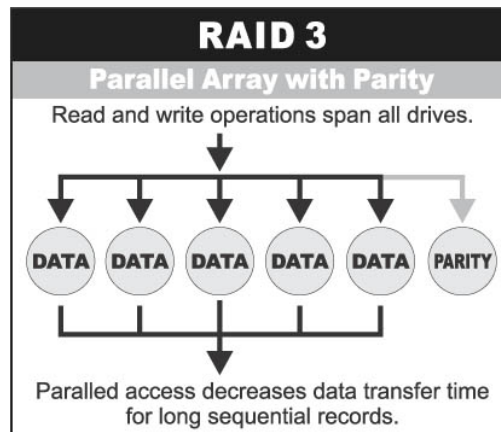 RAID 3
Parallel Array with Parity
Read and write operations span all drives.
DATA DATA DATA DATA DATA PARITY
Paralled access decreases data transfer time
for long sequential records.